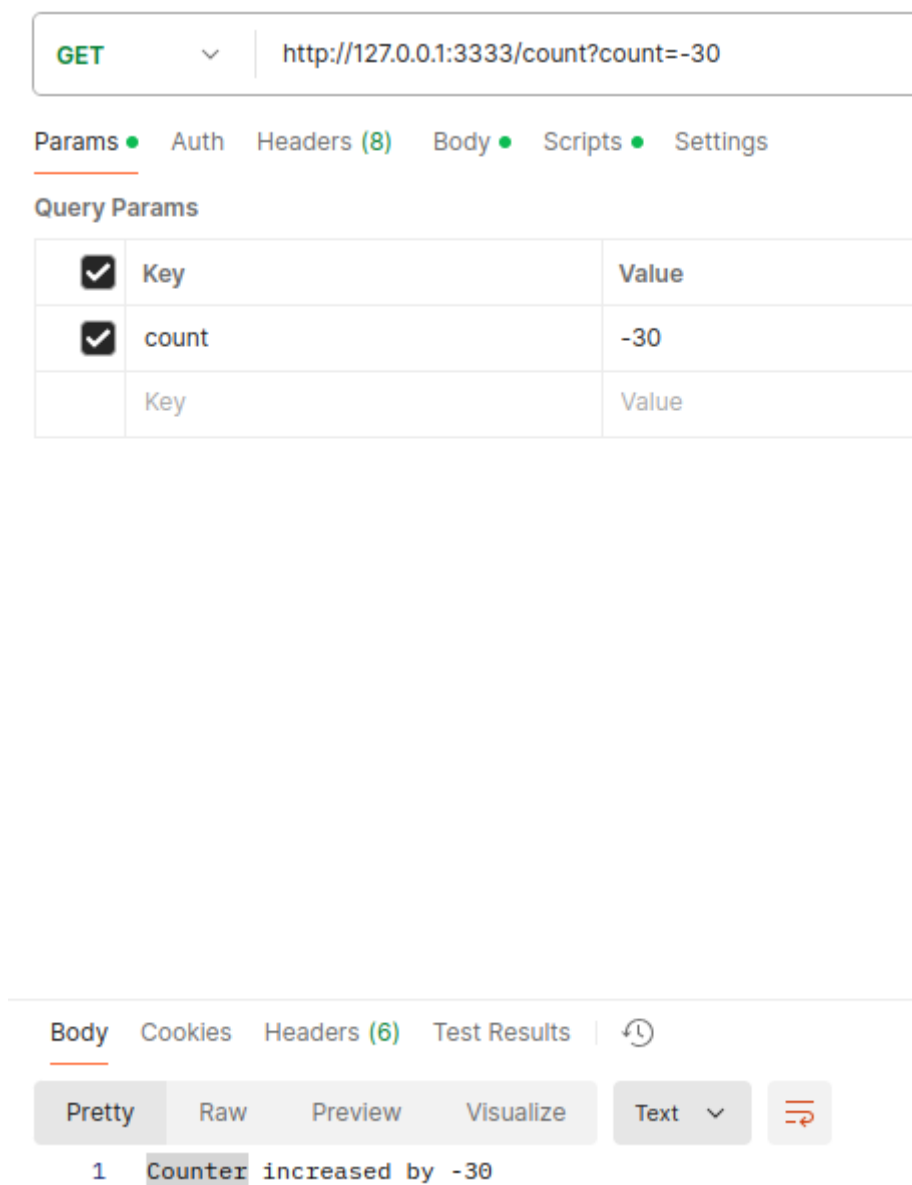 GET http://127.0.0.1:3333/count?count=-30
Params Auth Headers (8) Body Scripts Settings
Query Params
Key Value
count -30
Key Value
Body Cookies Headers (6) Test Results
Pretty Raw Preview Visualize Text
1 Counter increased by -30